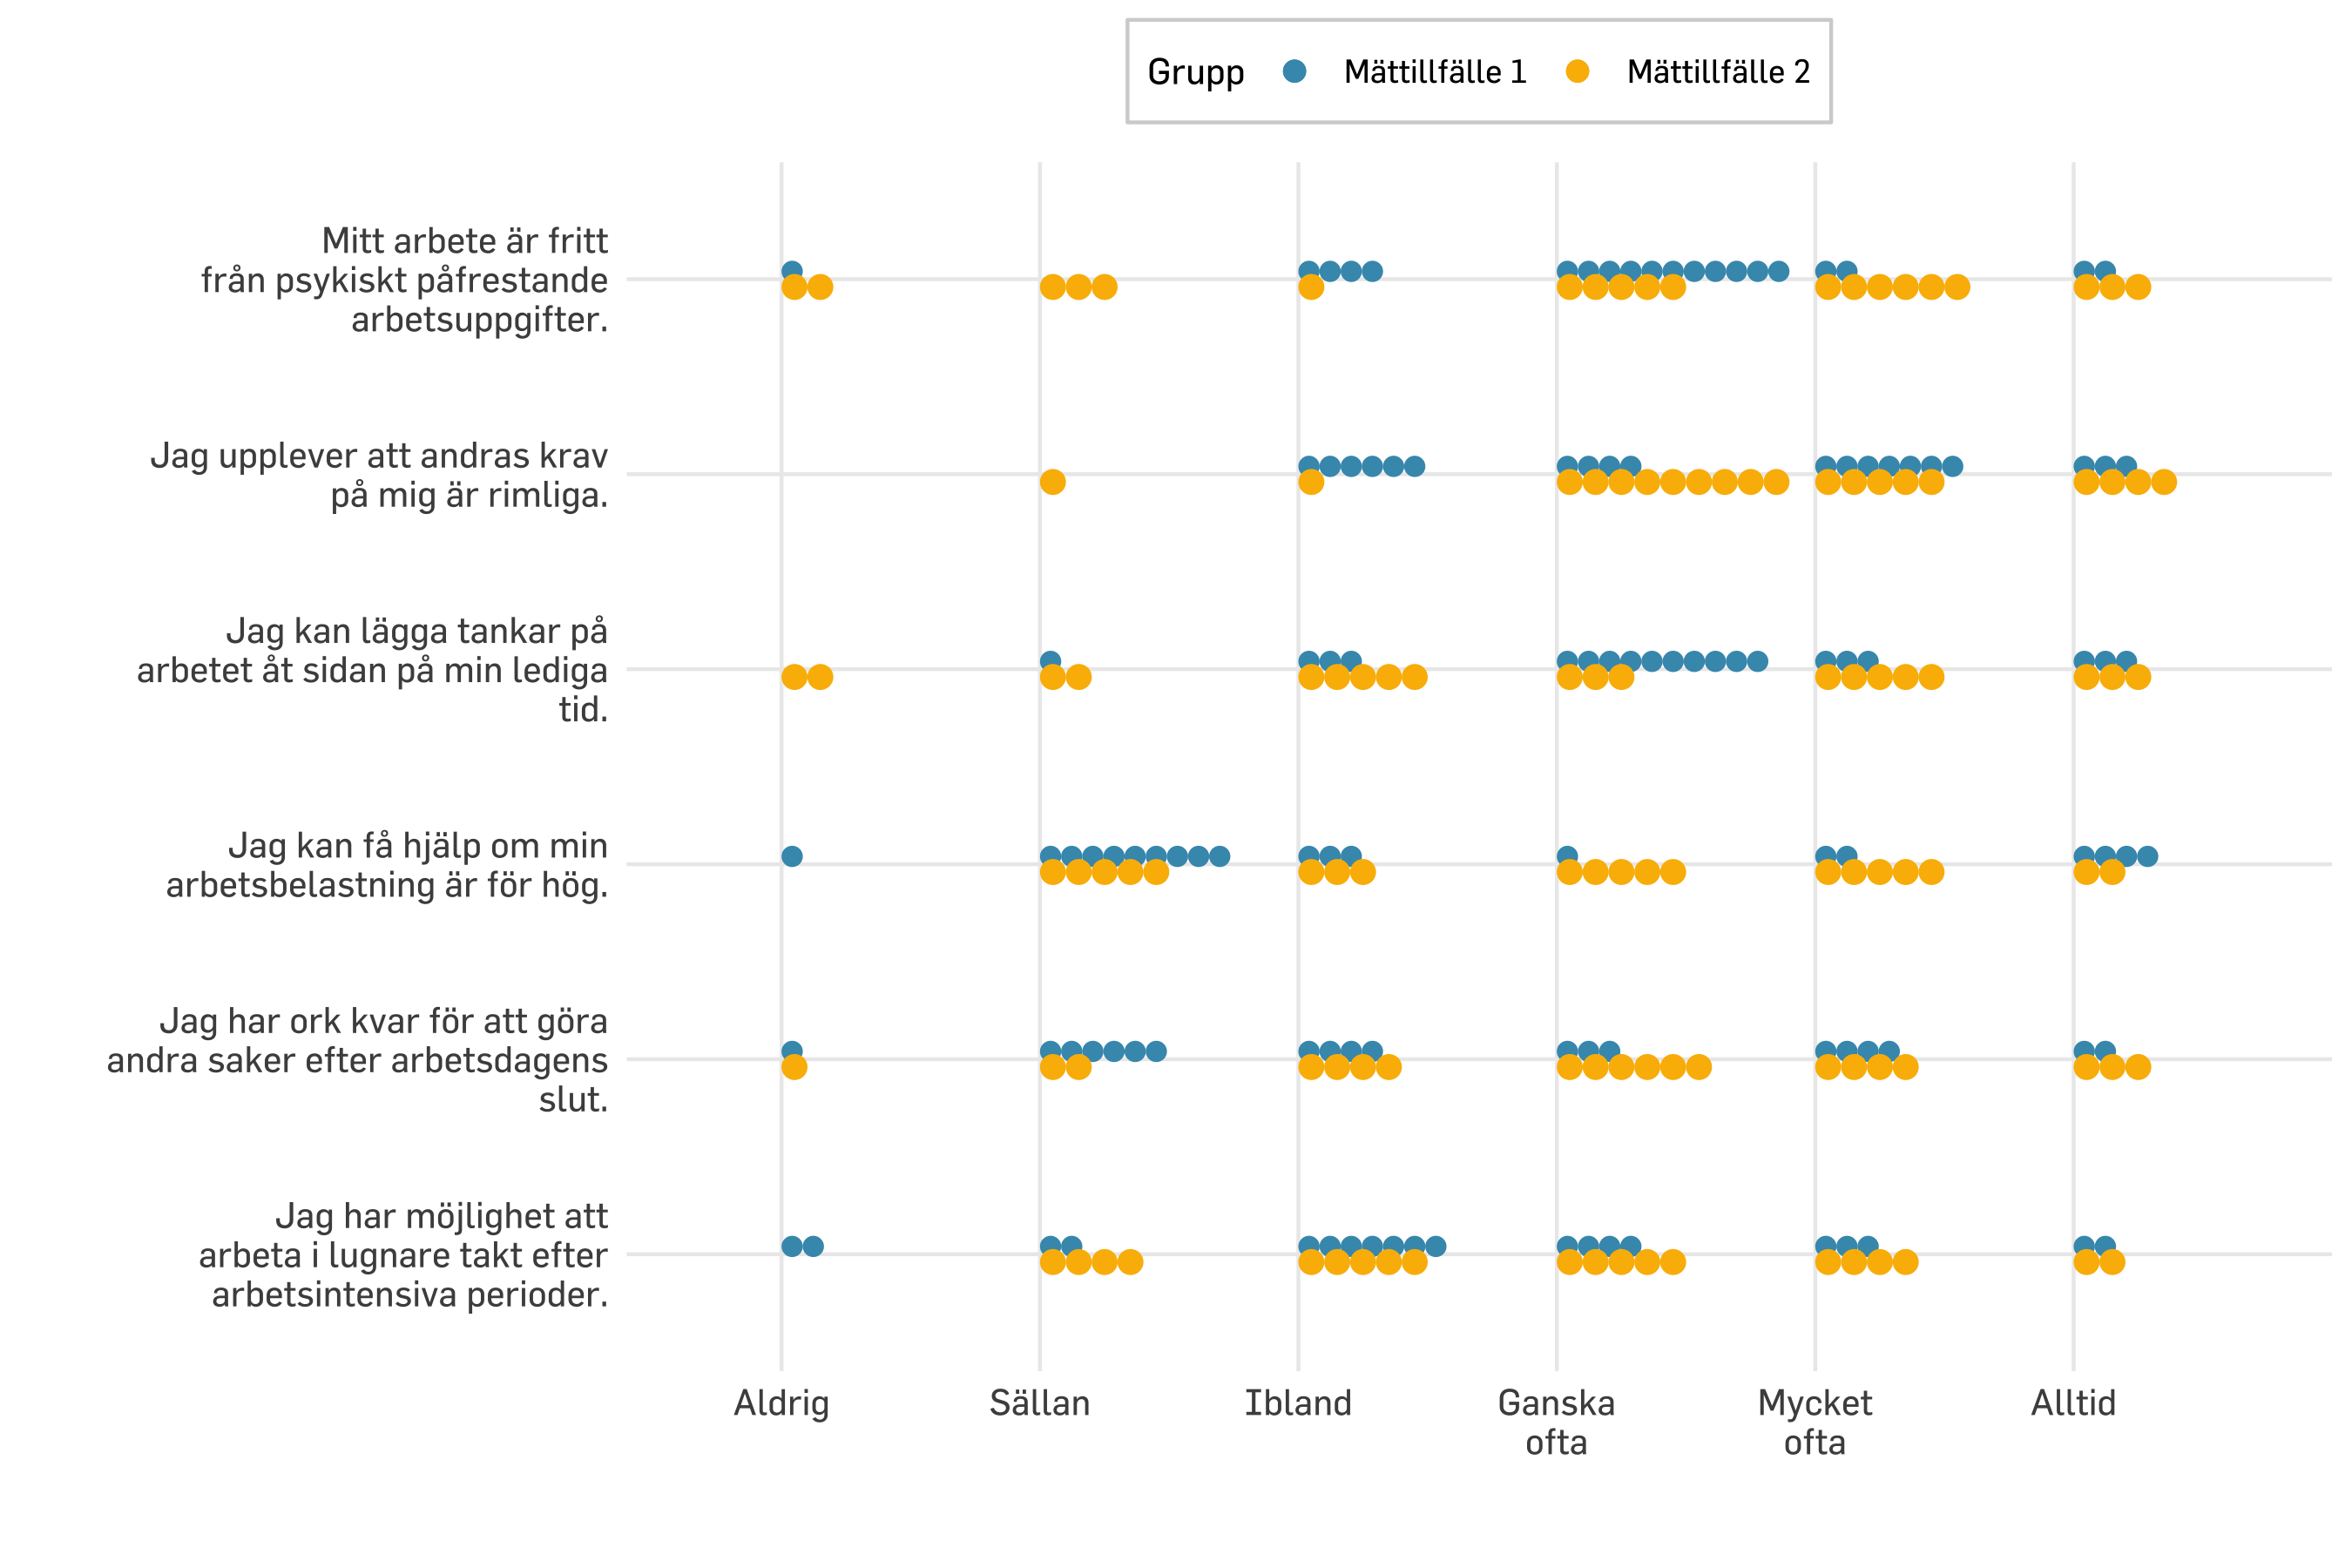 Grupp Mättillfälle 1 Mättillfälle 2
Mitt arbete är fritt
från psykiskt påfrestande
arbetsuppgifter.
Jag upplever att andras krav
på mig är rimliga.
Jag kan lägga tankar på
arbetet åt sidan på min lediga
tid.
Jag kan få hjälp om min
arbetsbelastning är för hög.
Jag har ork kvar för att göra
andra saker efter arbetsdagens
slut.
Jag har möjlighet att
arbeta i lugnare takt efter
arbetsintensiva perioder.
Aldrig Sällan Ibland Ganska Mycket Alltid
ofta ofta